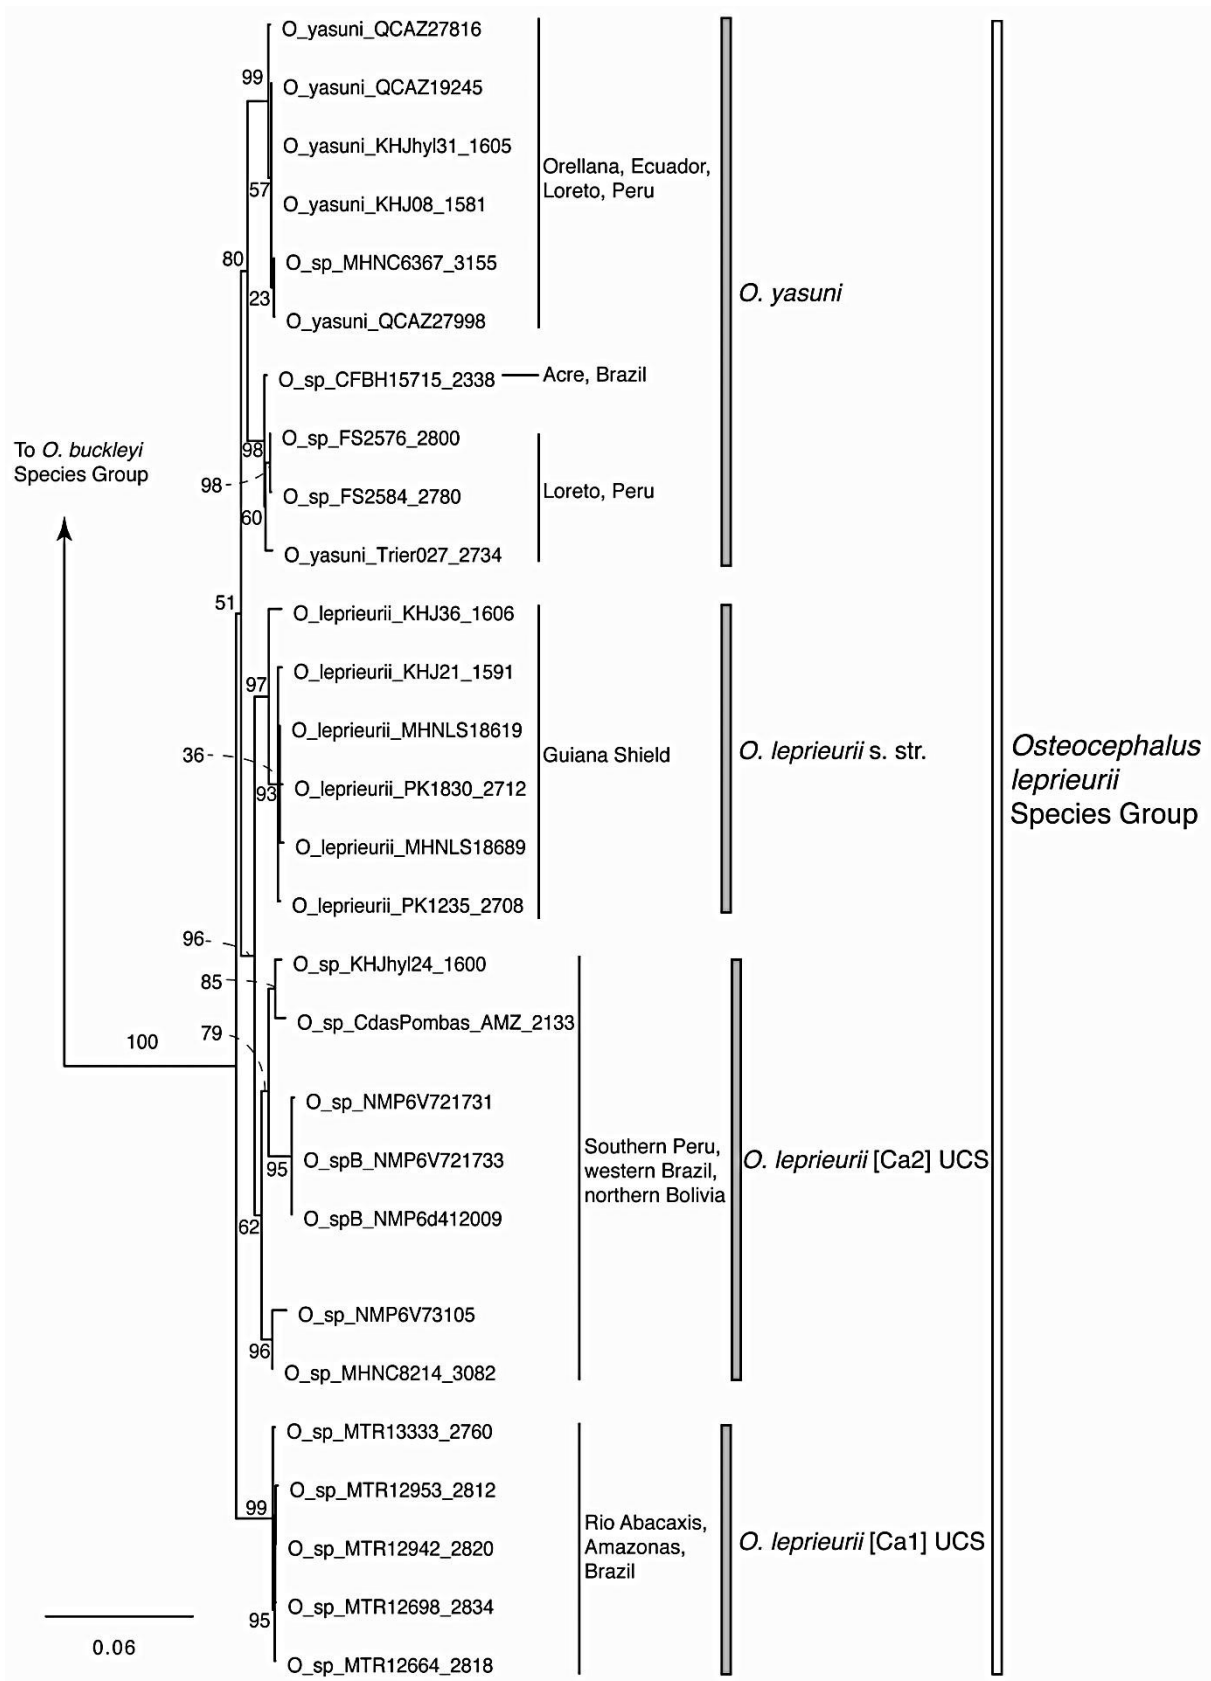 O_yasuni_QCAZ27816
99
O_yasuni_QCAZ19245
O_yasuni_KHJhyl31_1605
Orellana, Ecuador,
Loreto, Peru
57
O_yasuni_KHJ08_1581
80
O_sp_MHNC6367_3155
23
O_yasuni_QCAZ27998
O. yasuni
O_sp_CFBH15715_2338
Acre, Brazil
O_sp_FS2576_2800
98
To O. buckleyi
Species Group
98
O_sp_FS2584_2780
Loreto, Peru
60
O_yasuni_Trier027_2734
51
O_leprieurii_KHJ36_1606
O_leprieurii_KHJ21_1591
97
O_leprieurii_MHNLS18619
36
Guiana Shield
O. leprieurii s. str.
Osteocephalus
leprieurii
Species Group
O_leprieurii_PK1830_2712
93
O_leprieurii_MHNLS18689
O_leprieurii_PK1235_2708
96
O_sp_KHJhyl24_1600
85
O_sp_CdasPombas_AMZ_2133
79
100
O_sp_NMP6V721731
O_spB_NMP6V721733
95
Southern Peru,
western Brazil,
northern Bolivia
O. leprieurii [Ca2] UCS
O_spB_NMP6d412009
62
O_sp_NMP6V73105
96
O_sp_MHNC8214_3082
O_sp_MTR13333_2760
O_sp_MTR12953_2812
99
Rio Abacaxis,
Amazonas,
Brazil
O. leprieurii [Ca1] UCS
O_sp_MTR12942_2820
O_sp_MTR12698_2834
95
O_sp_MTR12664_2818
0.06